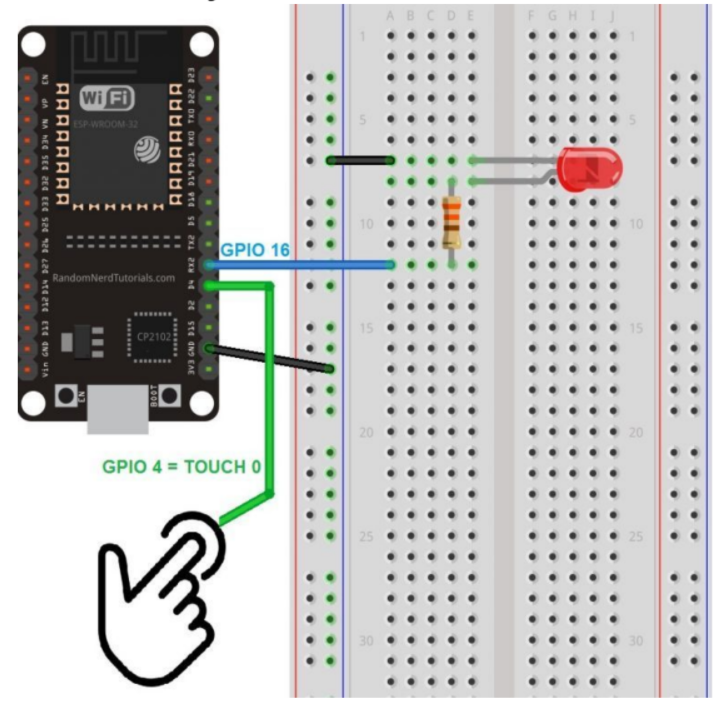 A B C D E F G H I J
1 1
5 5
10 10
15 15
20 20
25 25
30 30
EN
VP
VN
D34
D35
D32
D33
D25
D26
D27
D14
D12
D13
GND
Vin
D23
D22
TX0
RX0
D21
D19
D18
D5
TX2
RX2
D4
D2
D15
GND
3V3
WiFi
ESP-WROOM-32
RandomNerdTutorials.com
CP2102
EN
BOOT
GPIO 16
GPIO 4 = TOUCH 0